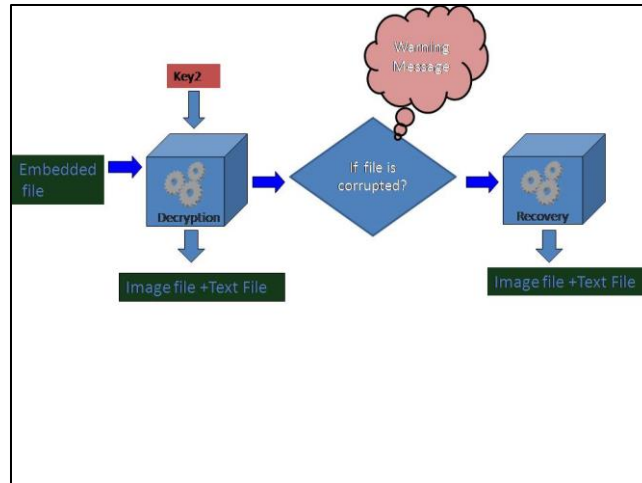 Warning
Message
Key2
Embedded
file
If file is
corrupted?
Decryption
Recovery
Image file +Text File
Image file +Text File